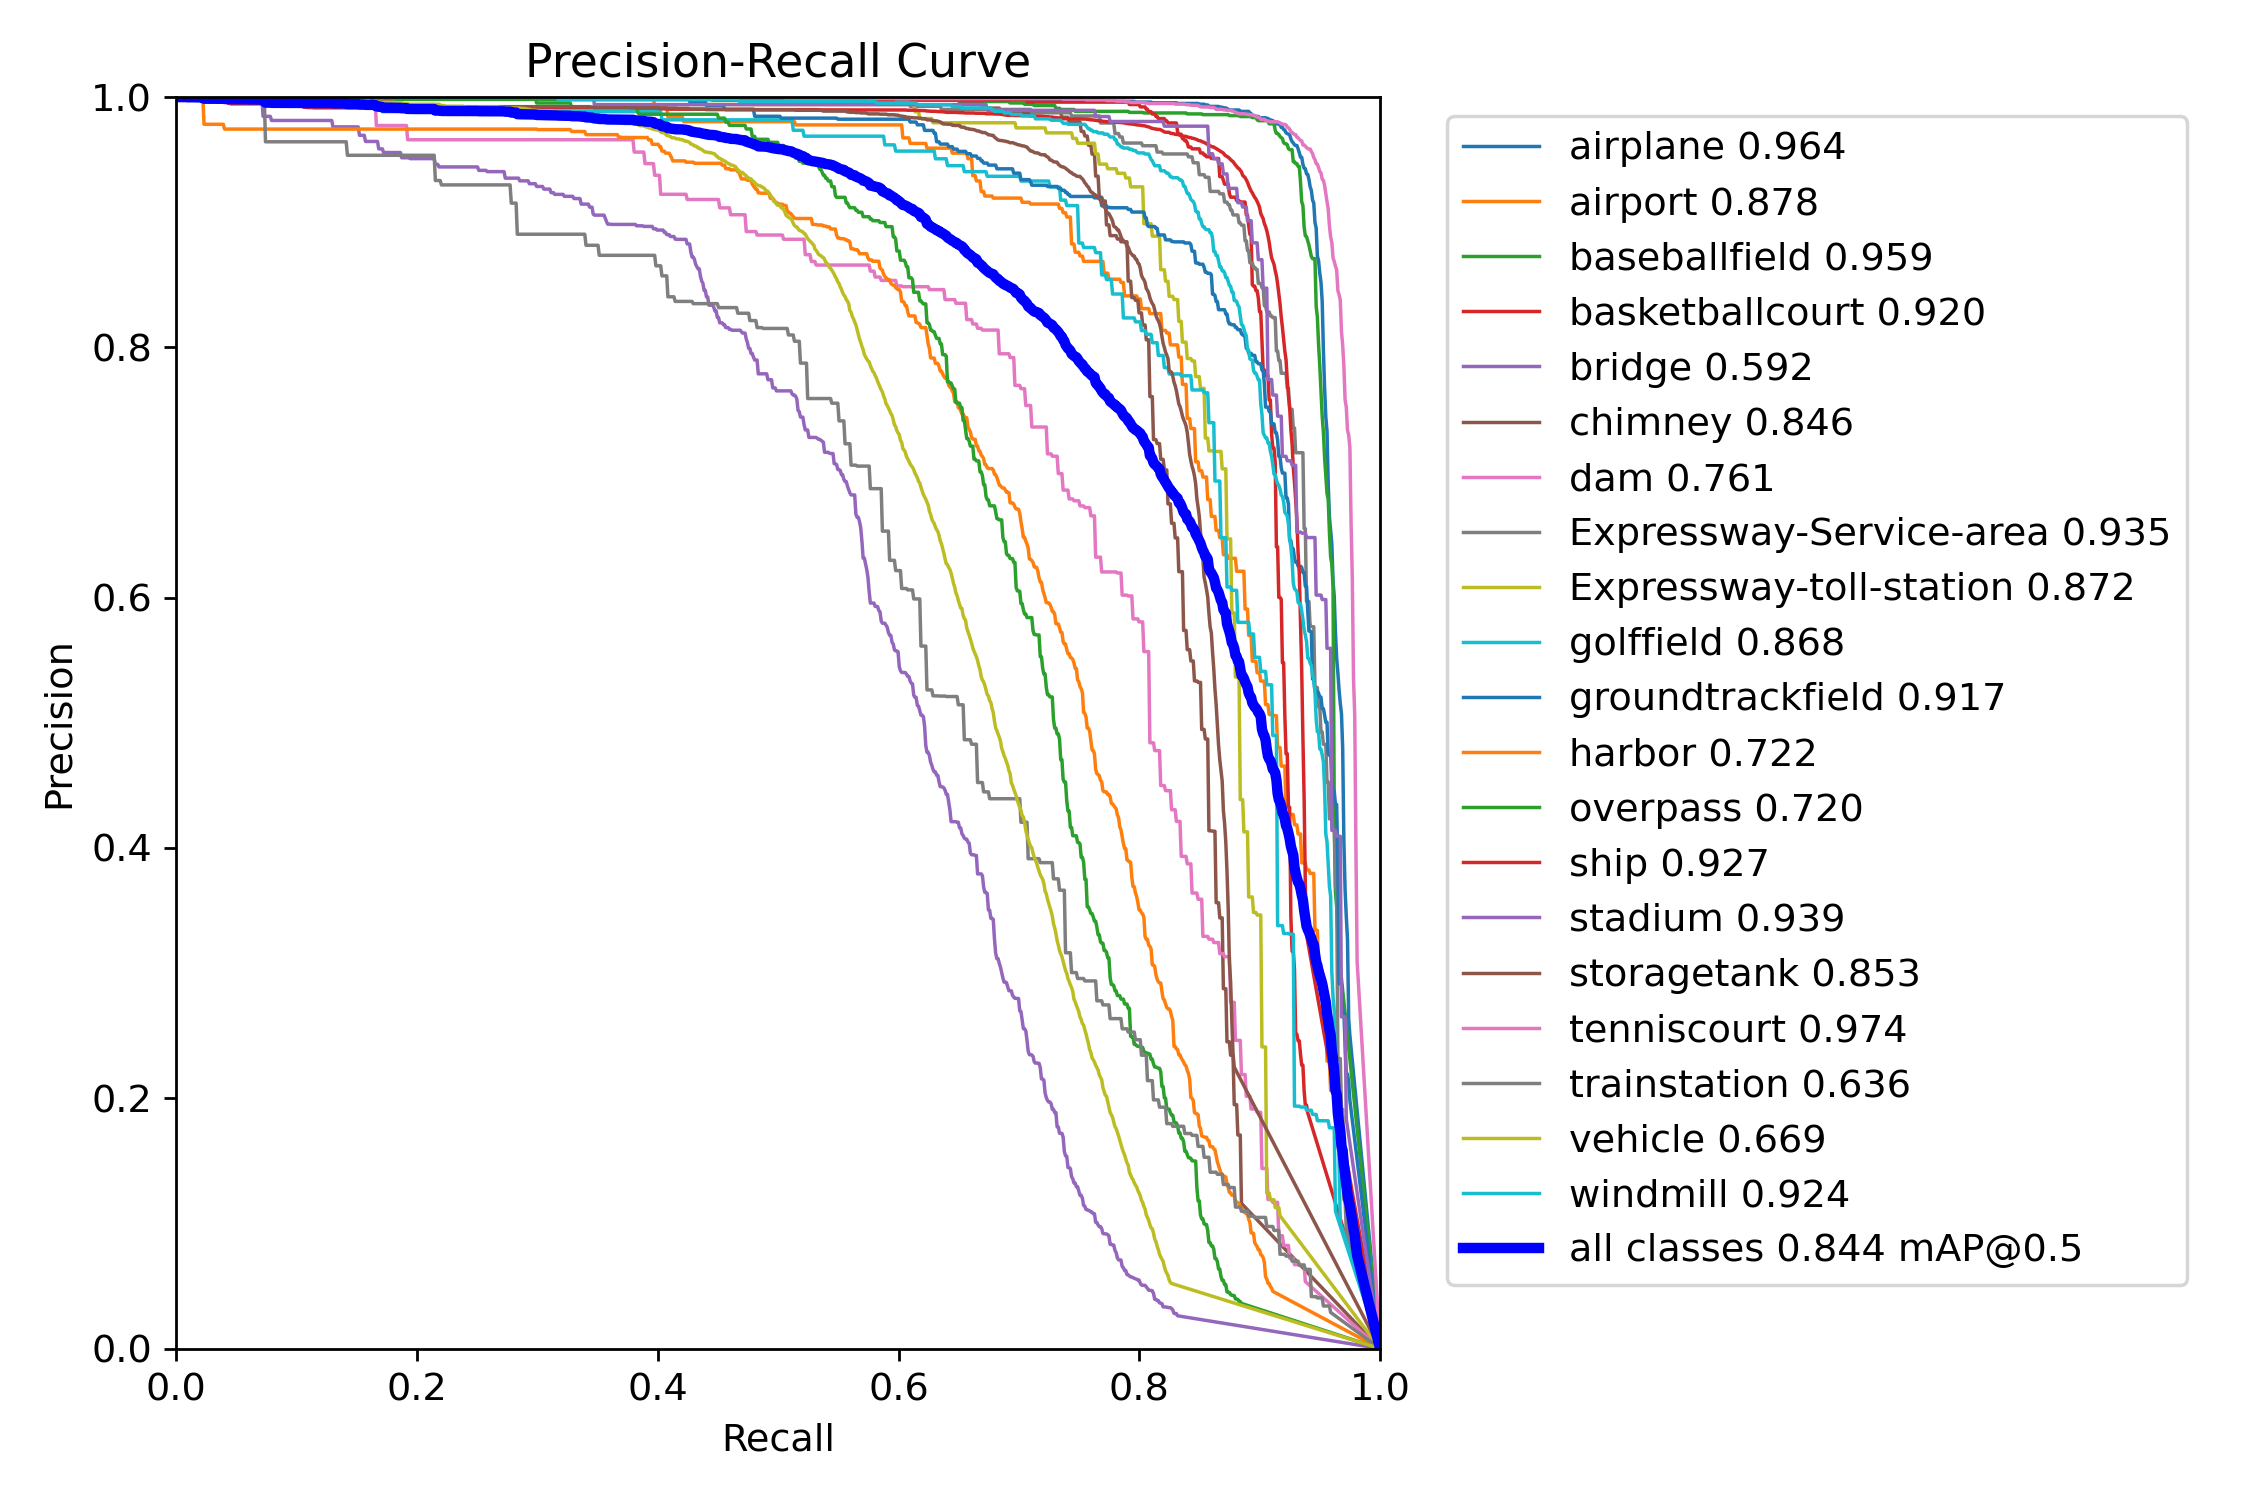 Precision-Recall Curve
1.0
0.8
0.6
0.4
0.2
0.0
Precision
0.0 0.2 0.4 0.6 0.8 1.0
Recall
airplane 0.964
airport 0.878
baseballfield 0.959
basketballcourt 0.920
bridge 0.592
chimney 0.846
dam 0.761
Expressway-Service-area 0.935
Expressway-toll-station 0.872
golffield 0.868
groundtrackfield 0.917
harbor 0.722
overpass 0.720
ship 0.927
stadium 0.939
storagetank 0.853
tenniscourt 0.974
trainstation 0.636
vehicle 0.669
windmill 0.924
all classes 0.844 mAP@0.5